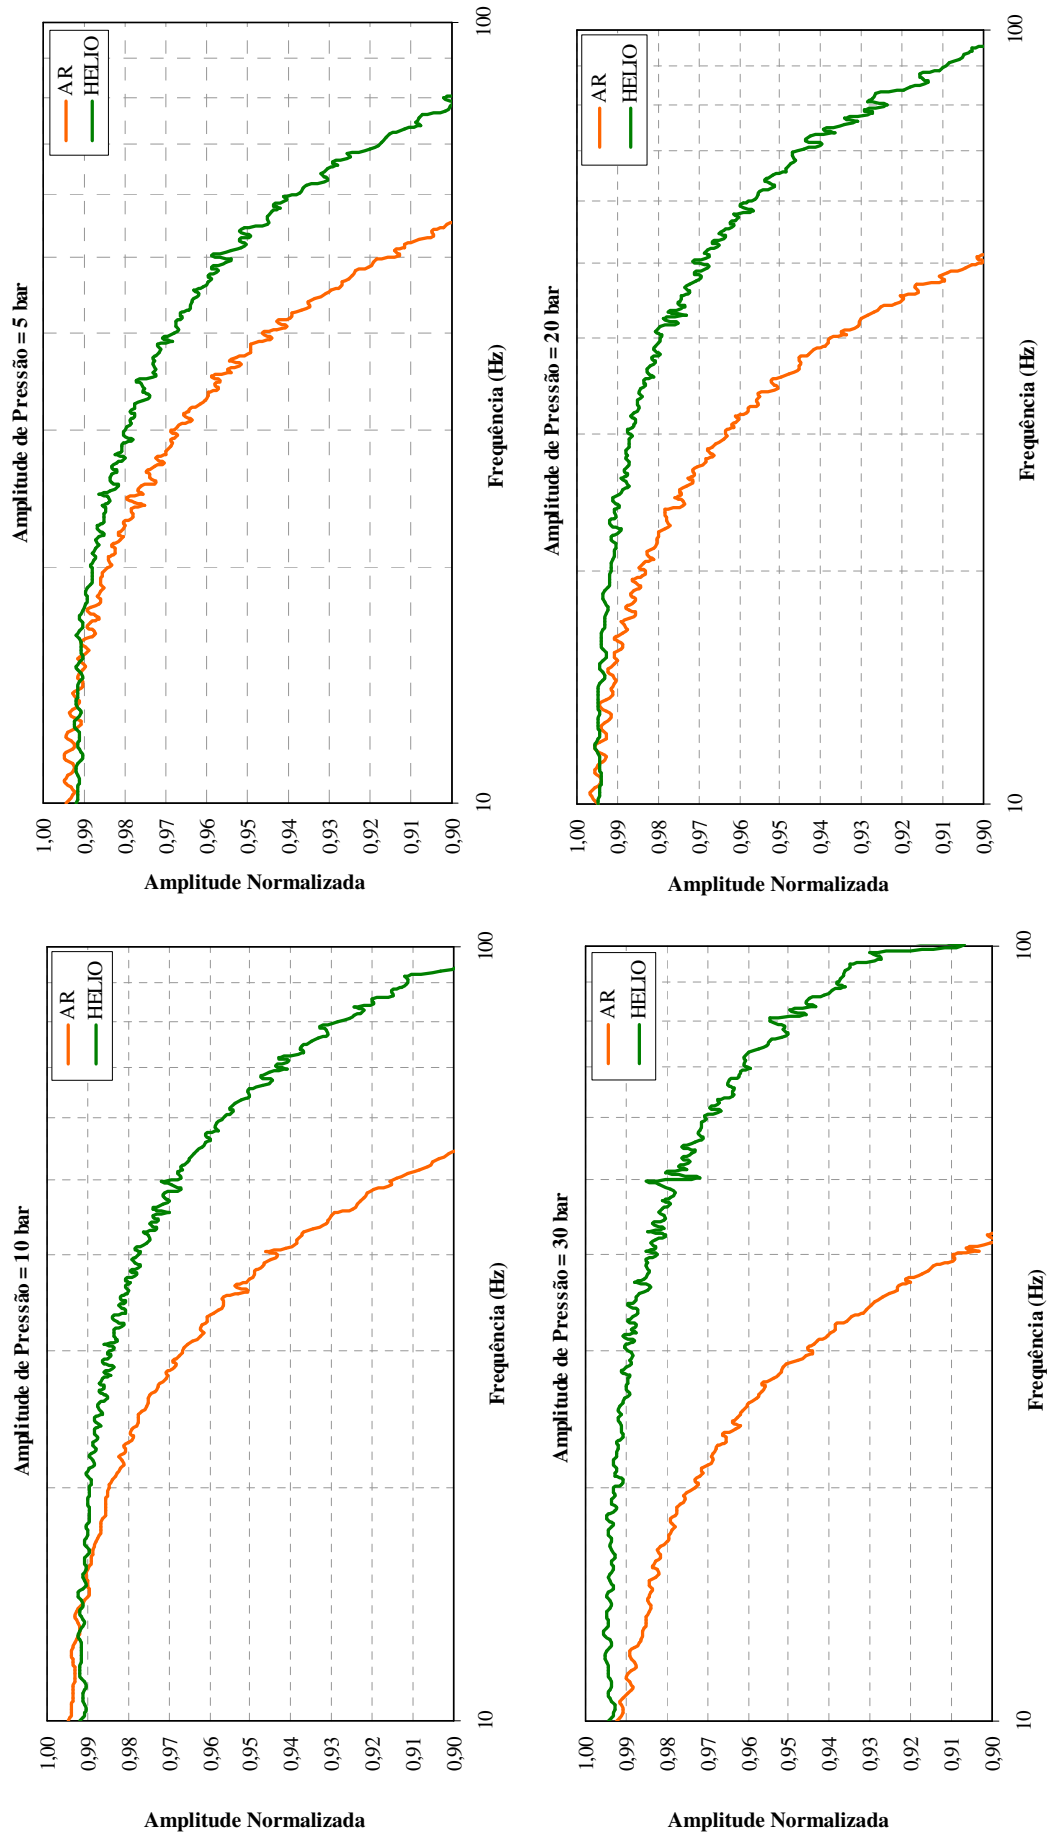 Amplitude de Pressão = 10 bar
AR
HELIO
1,00
0,99
0,98
0,97
0,96
0,95
0,94
0,93
0,92
0,91
0,90
10
100
Amplitude Normalizada
Frequência (Hz)
Amplitude de Pressão = 5 bar
AR
HELIO
1,00
0,99
0,98
0,97
0,96
0,95
0,94
0,93
0,92
0,91
0,90
10
100
Amplitude Normalizada
Frequência (Hz)
Amplitude de Pressão = 30 bar
AR
HELIO
1,00
0,99
0,98
0,97
0,96
0,95
0,94
0,93
0,92
0,91
0,90
10
100
Amplitude Normalizada
Frequência (Hz)
Amplitude de Pressão = 20 bar
AR
HELIO
1,00
0,99
0,98
0,97
0,96
0,95
0,94
0,93
0,92
0,91
0,90
10
100
Amplitude Normalizada
Frequência (Hz)